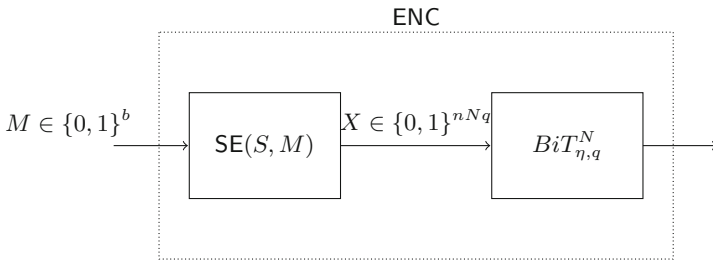 ENC
M ∈ {0, 1}^b
SE(S, M)
X ∈ {0, 1}^{nNq}
BiT^N_{η,q}